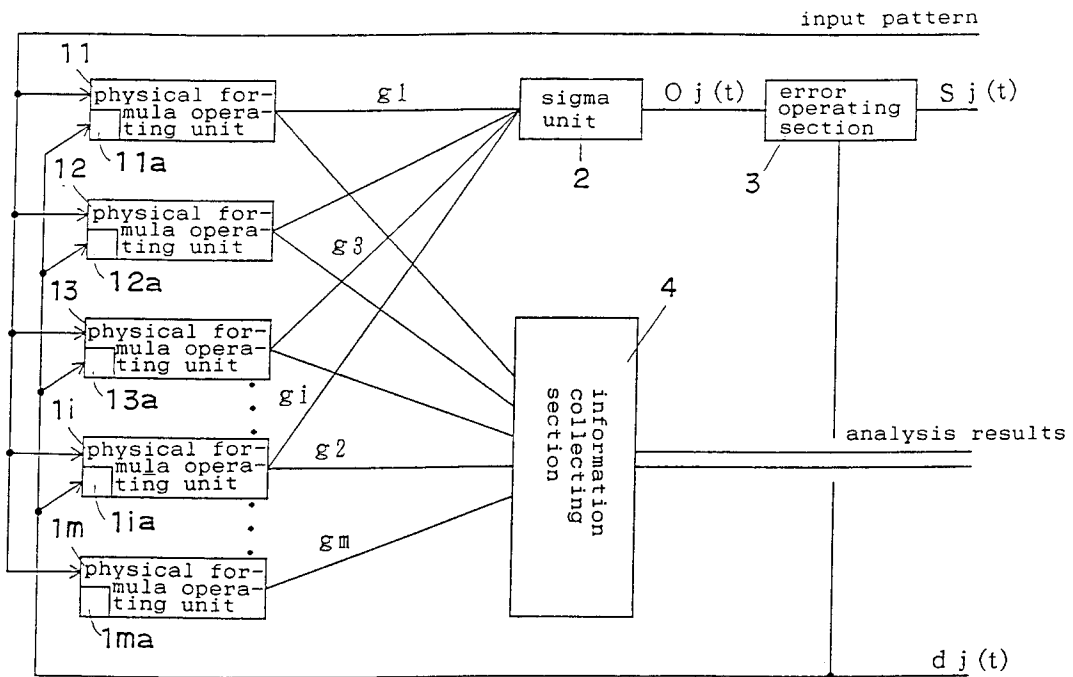 input pattern
11
physical for-
mula opera-
ting unit
11a
g1
sigma
unit
2
O j (t)
error
operating
section
3
S j (t)
12
physical for-
mula opera-
ting unit
12a
g3
13
physical for-
mula opera-
ting unit
13a
gi
4
information
collecting
section
analysis results
1i
physical for-
mula opera-
ting unit
1ia
g2
1m
physical for-
mula opera-
ting unit
1ma
gm
d j (t)